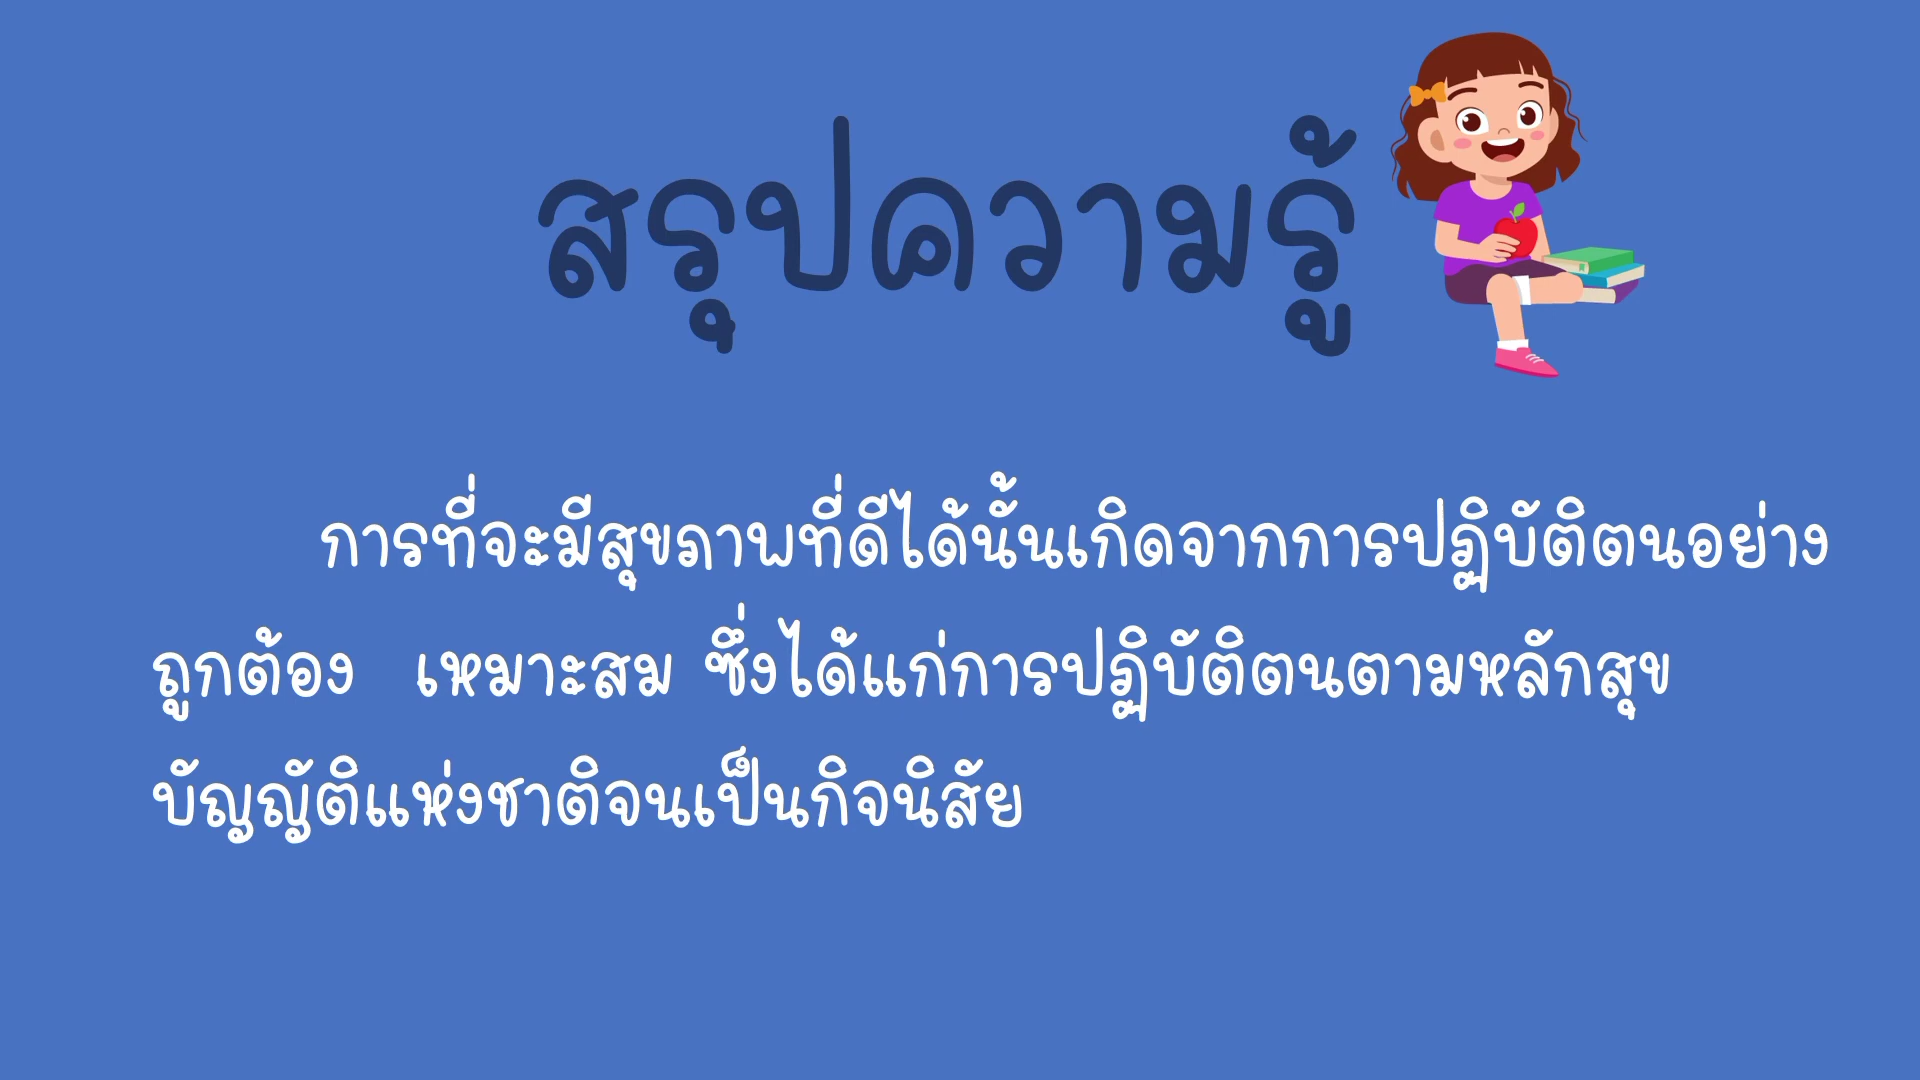 สรุปความรู้
การที่จะมีสุขภาพที่ดีได้นั้นเกิดจากการปฏิบัติตนอย่าง
ถูกต้อง  เหมาะสม ซึ่งได้แก่การปฏิบัติตนตามหลักสุข
บัญญัติแห่งชาติจนเป็นกิจนิสัย